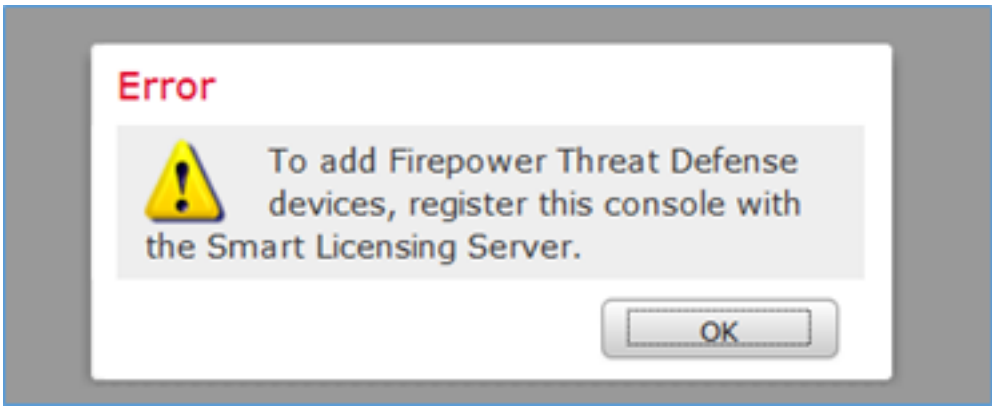 Error
To add Firepower Threat Defense
devices, register this console with
the Smart Licensing Server.
OK